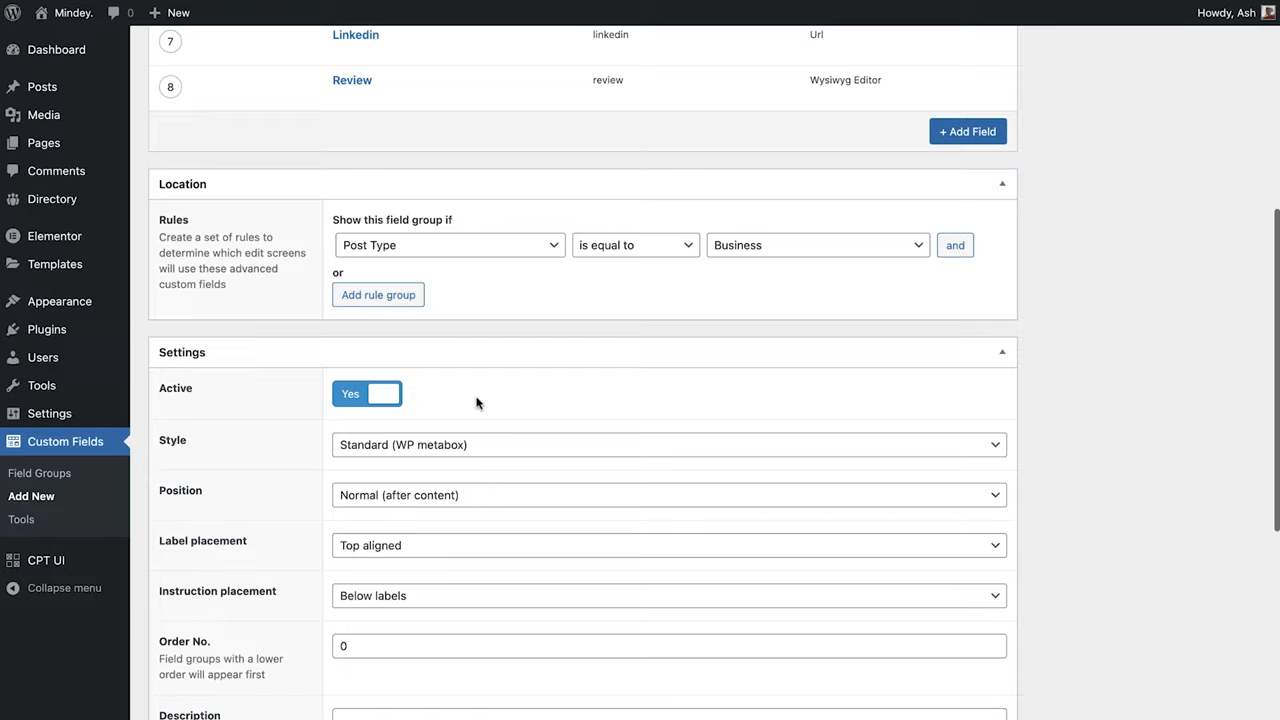 Mindey.
0
New
Howdy, Ash
Dashboard
Posts
Media
Pages
Comments
Directory
Elementor
Templates
Appearance
Plugins
Users
Tools
Settings
Custom Fields
Field Groups
Add New
Tools
CPT UI
Collapse menu
7 Linkedin linkedin Url
8 Review review Wysiwyg Editor
+ Add Field
Location
Rules
Create a set of rules to
determine which edit screens
will use these advanced
custom fields
Show this field group if
Post Type is equal to Business and
or
Add rule group
Settings
Active
Yes
Style
Standard (WP metabox)
Position
Normal (after content)
Label placement
Top aligned
Instruction placement
Below labels
Order No.
Field groups with a lower
order will appear first
0
Description